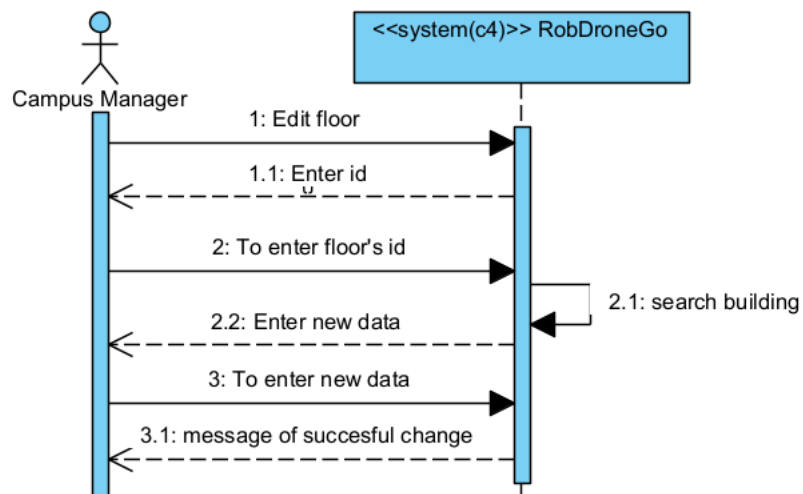 <<system(c4)>> RobDroneGo
Campus Manager
1: Edit floor
1.1: Enter id
2: To enter floor's id
2.1: search building
2.2: Enter new data
3: To enter new data
3.1: message of succesful change